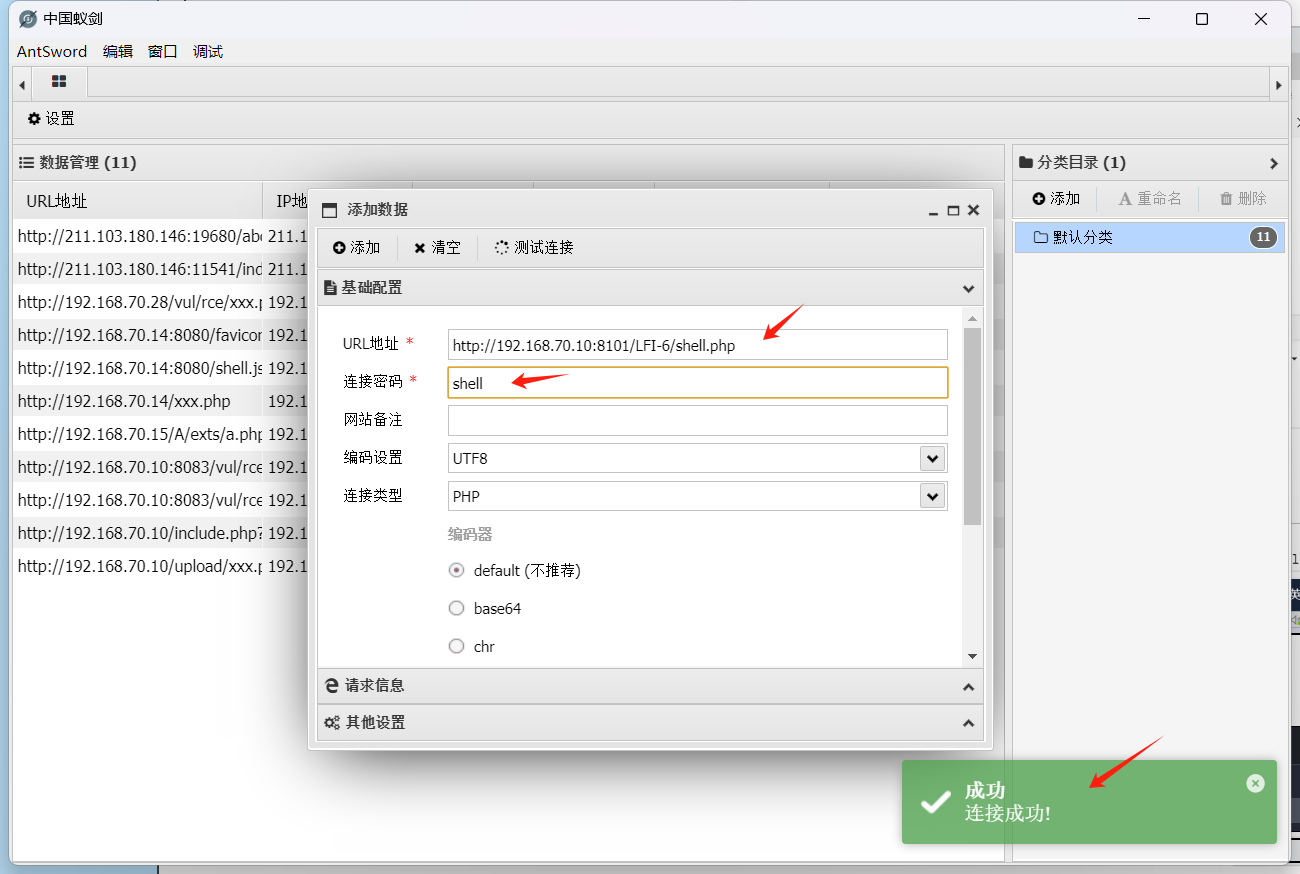 中国蚁剑
AntSword 编辑 窗口 调试
设置
数据管理 (11)
URL地址 IP地
http://211.103.180.146:19680/abc 211.1
http://211.103.180.146:11541/ind 211.1
http://192.168.70.28/vul/rce/xxx.p 192.1
http://192.168.70.14:8080/favicon 192.1
http://192.168.70.14:8080/shell.js 192.1
http://192.168.70.14/xxx.php 192.1
http://192.168.70.15/A/exts/a.php 192.1
http://192.168.70.10:8083/vul/rce 192.1
http://192.168.70.10:8083/vul/rce 192.1
http://192.168.70.10/include.php? 192.1
http://192.168.70.10/upload/xxx.p 192.1
添加数据
添加 清空 测试连接
基础配置
URL地址 * http://192.168.70.10:8101/LFI-6/shell.php
连接密码 * shell
网站备注
编码设置 UTF8
连接类型 PHP
编码器
default (不推荐)
base64
chr
请求信息
其他设置
分类目录 (1)
添加 重命名 删除
默认分类 11
成功
连接成功!